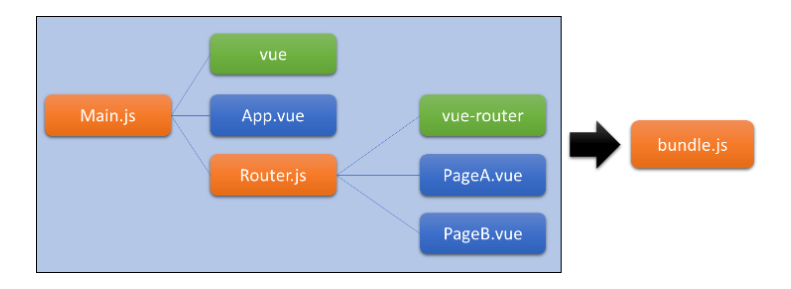 vue
Main.js
App.vue
vue-router
bundle.js
Router.js
PageA.vue
PageB.vue